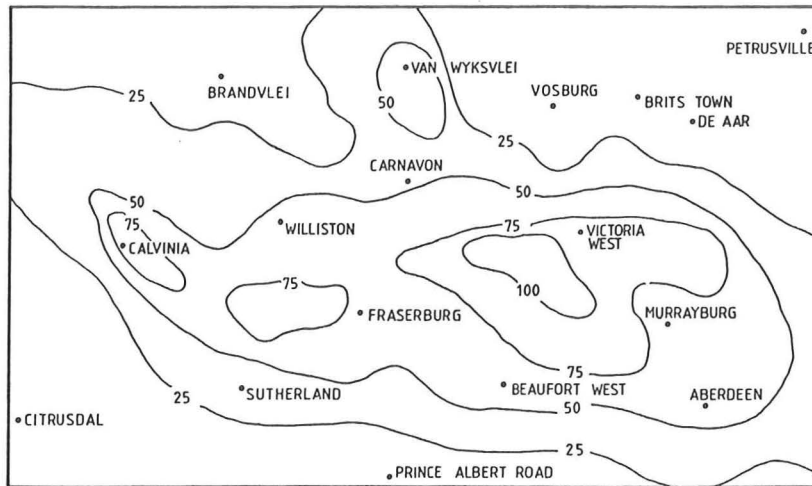 PETRUSVILLE
VAN WYKSVLEI
BRANDVLEI
50
VOSBURG
BRITS TOWN
25
DE AAR
25
CARNAVON
50
50
75
WILLISTON
75
VICTORIA
WEST
CALVINIA
75
100
FRASERBURG
MURRAYBURG
75
25
SUTHERLAND
BEAUFORT WEST
50
ABERDEEN
CITRUSDAL
25
PRINCE ALBERT ROAD